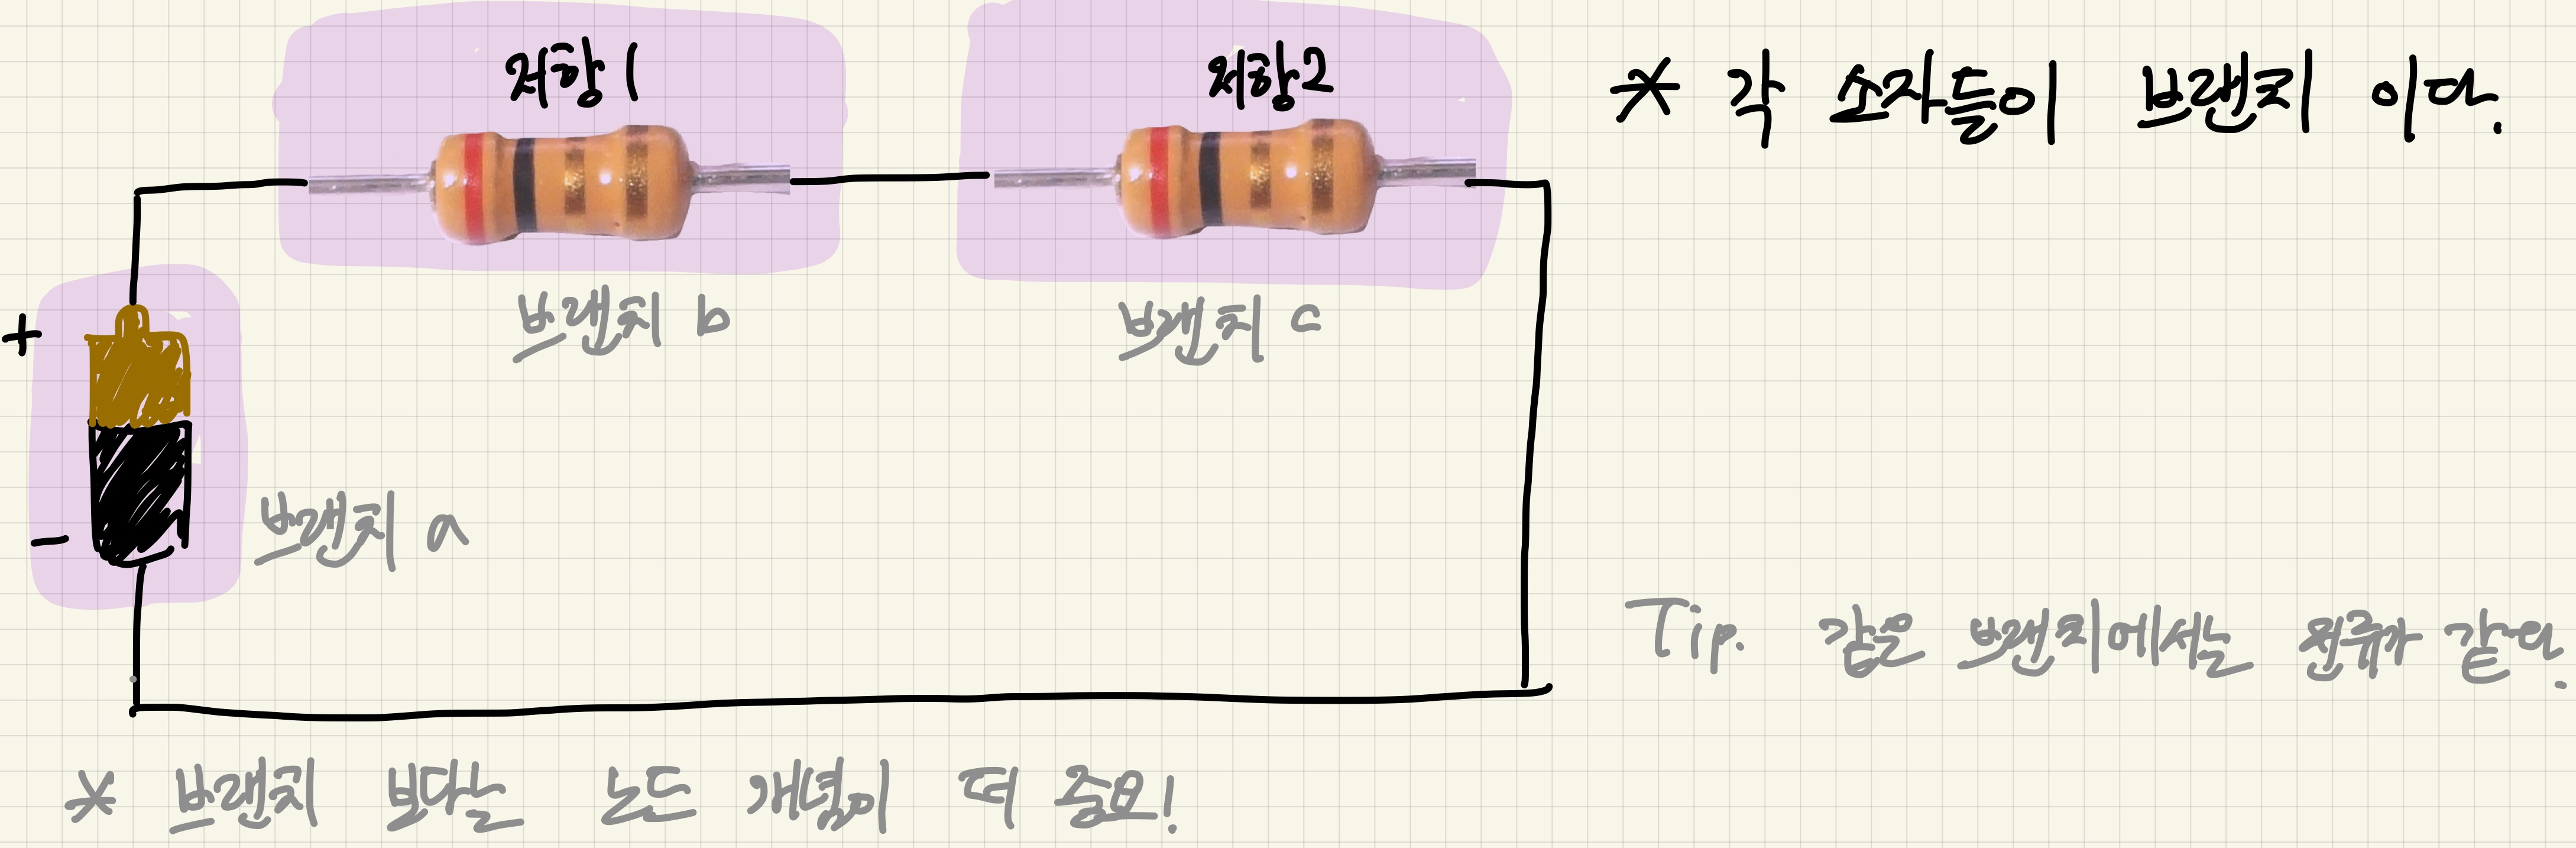 저항1
저항2
* 각 소자들이 브랜치 이다.
브랜치 b
브랜치 c
+
-
브랜치 a
Tip. 같은 브랜치에서는 전류가 같다.
* 브랜치 보다는 노드 개념이 더 중요!